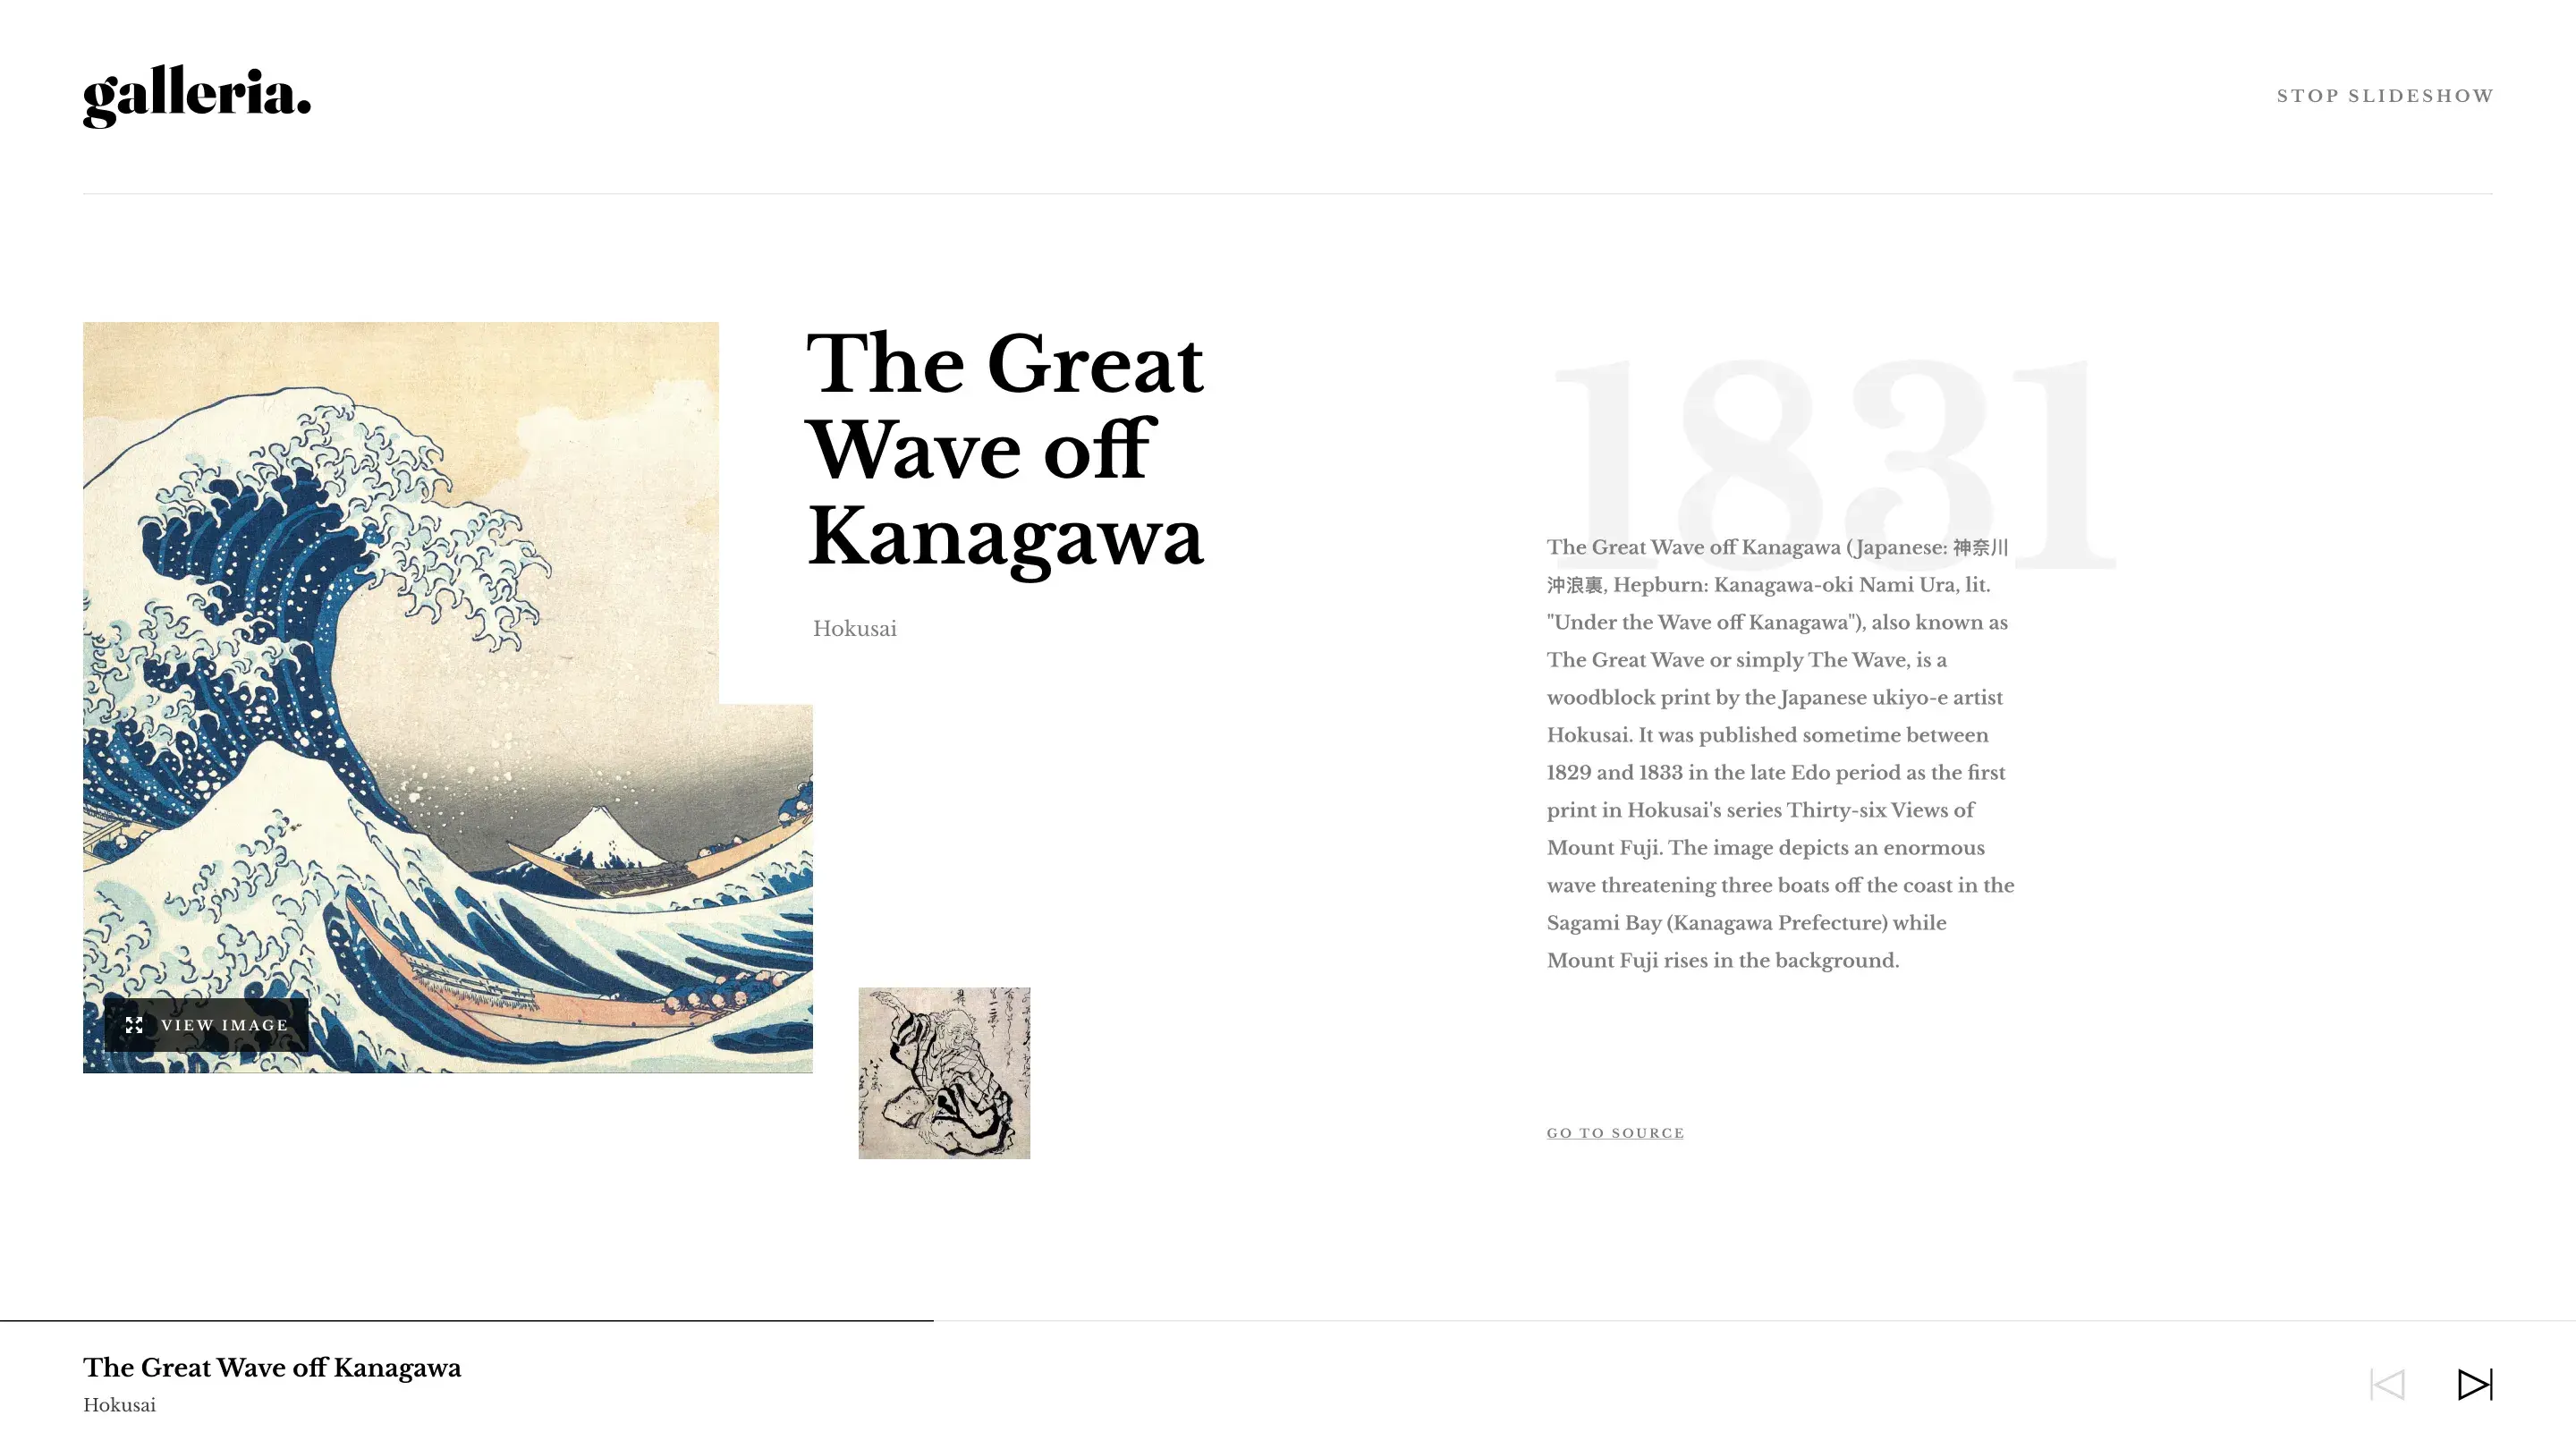 galleria.
STOP SLIDESHOW
The Great
Wave off
Kanagawa
Hokusai
VIEW IMAGE
1831
The Great Wave off Kanagawa (Japanese: 神奈川
沖浪裏, Hepburn: Kanagawa-oki Nami Ura, lit.
"Under the Wave off Kanagawa"), also known as
The Great Wave or simply The Wave, is a
woodblock print by the Japanese ukiyo-e artist
Hokusai. It was published sometime between
1829 and 1833 in the late Edo period as the first
print in Hokusai's series Thirty-six Views of
Mount Fuji. The image depicts an enormous
wave threatening three boats off the coast in the
Sagami Bay (Kanagawa Prefecture) while
Mount Fuji rises in the background.
GO TO SOURCE
The Great Wave off Kanagawa
Hokusai